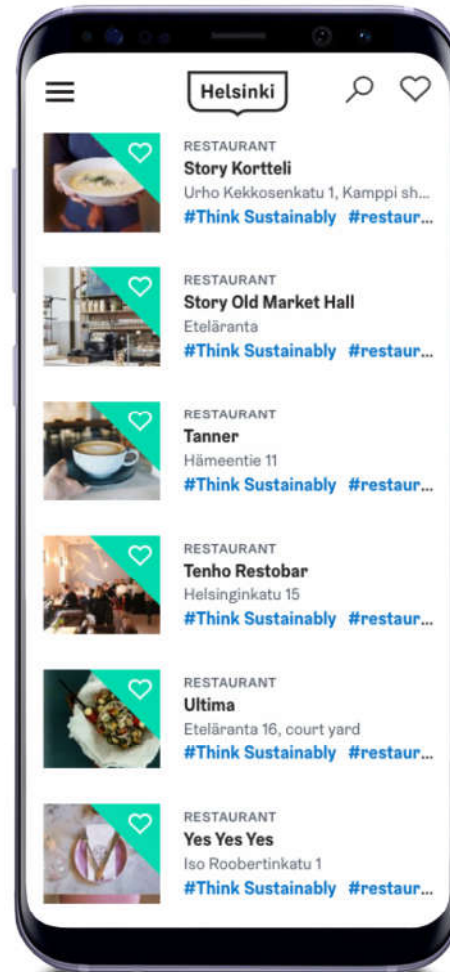 Helsinki
RESTAURANT
Story Kortteli
Urho Kekkosenkatu 1, Kamppi sh...
#Think Sustainably #restaur...
RESTAURANT
Story Old Market Hall
Eteläranta
#Think Sustainably #restaur...
RESTAURANT
Tanner
Hämeentie 11
#Think Sustainably #restaur...
RESTAURANT
Tenho Restobar
Helsinginkatu 15
#Think Sustainably #restaur...
RESTAURANT
Ultima
Eteläranta 16, court yard
#Think Sustainably #restaur...
RESTAURANT
Yes Yes Yes
Iso Roobertinkatu 1
#Think Sustainably #restaur...